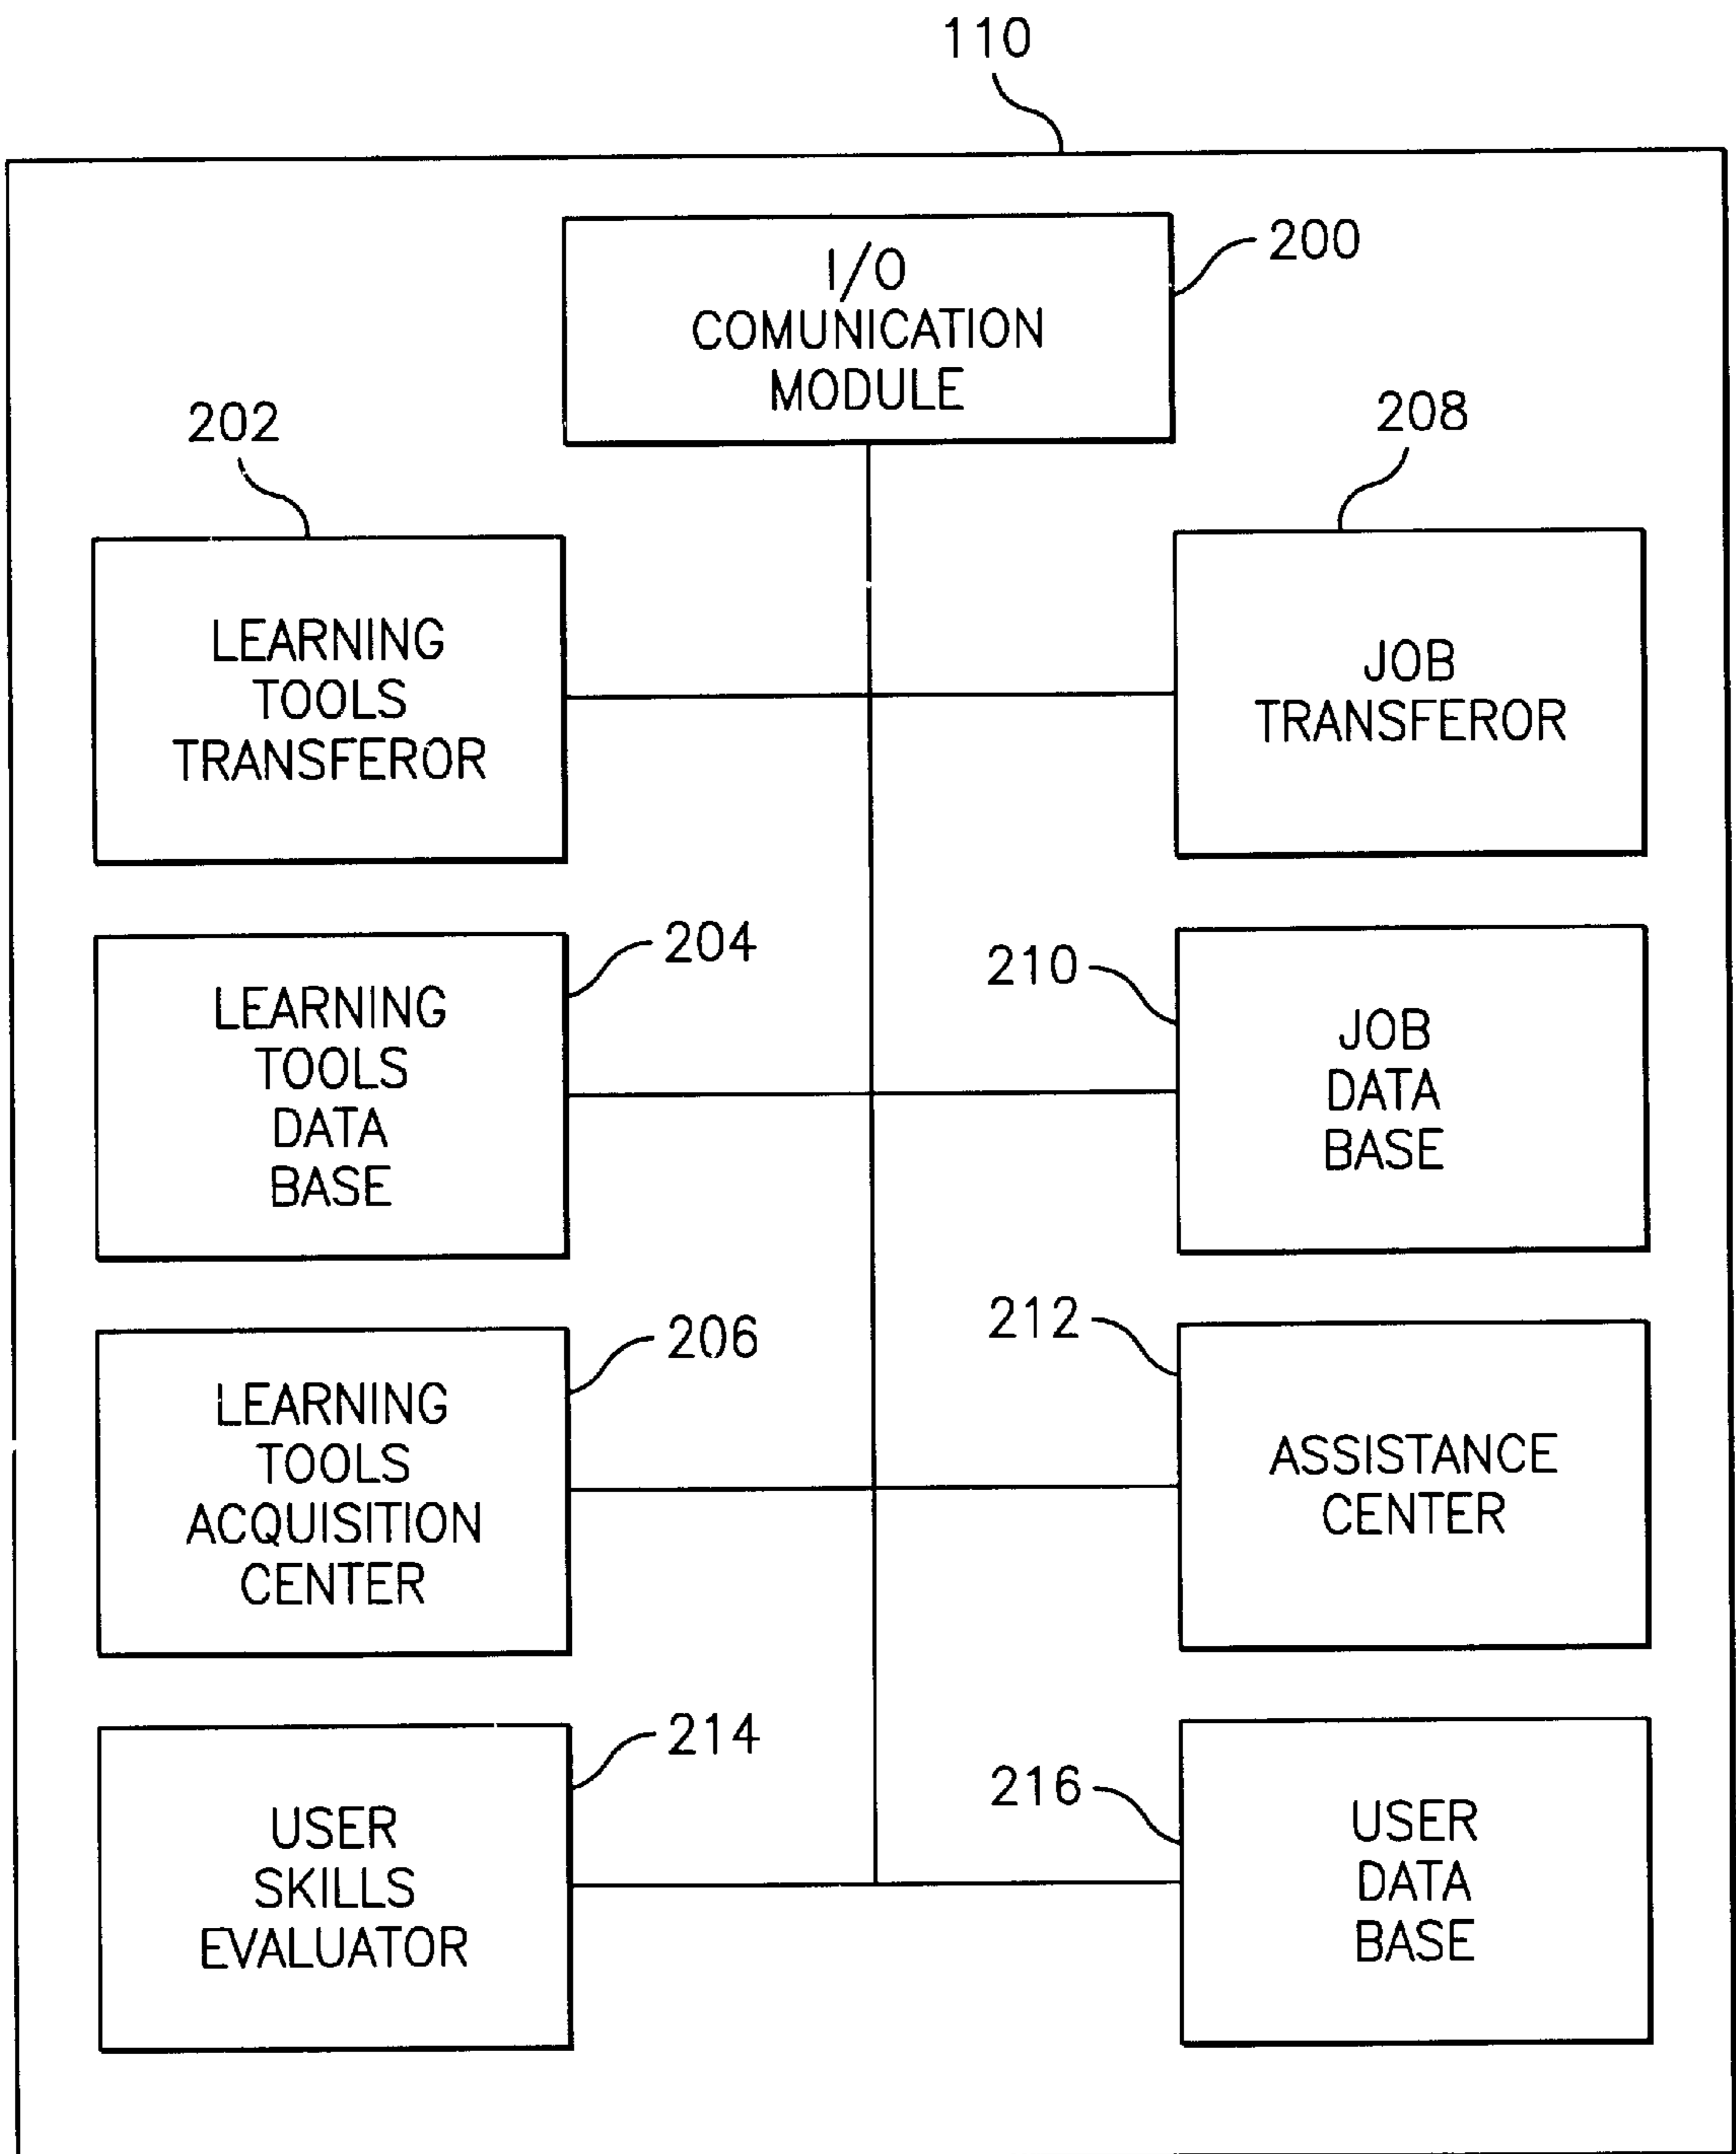 110
I/O
COMUNICATION
MODULE
200
202
LEARNING
TOOLS
TRANSFEROR
208
JOB
TRANSFEROR
204
LEARNING
TOOLS
DATA
BASE
210
JOB
DATA
BASE
206
LEARNING
TOOLS
ACQUISITION
CENTER
212
ASSISTANCE
CENTER
214
USER
SKILLS
EVALUATOR
216
USER
DATA
BASE